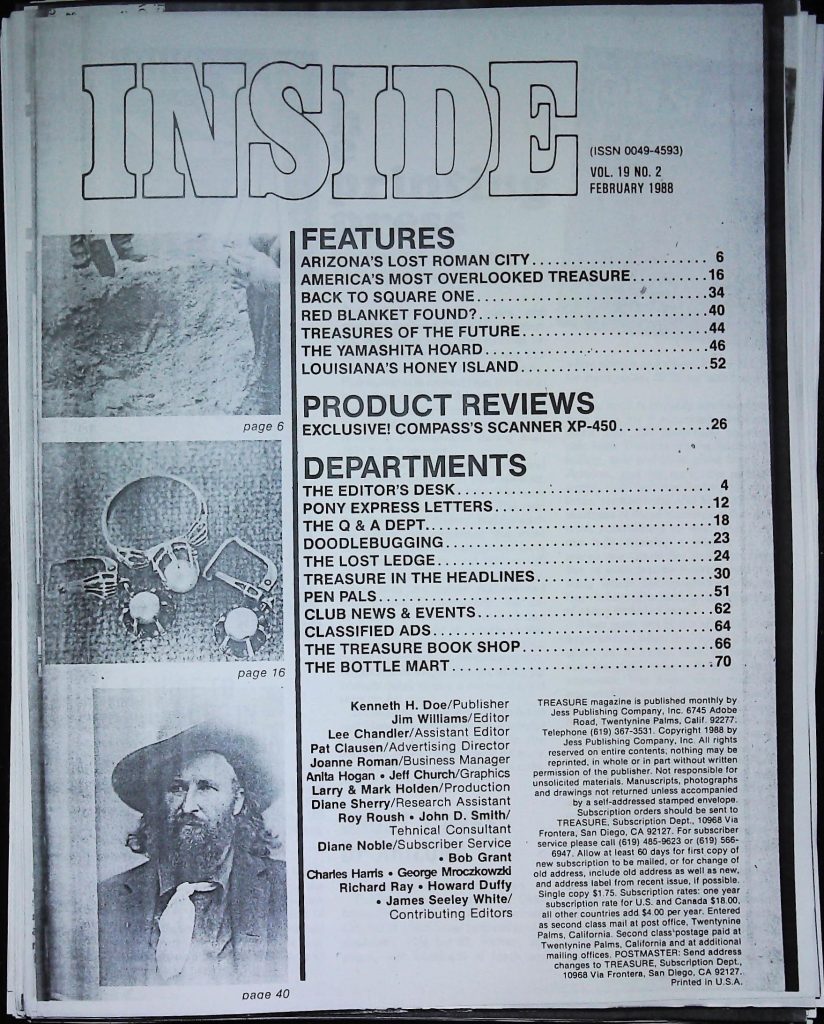 INSIDE
(ISSN 0049-4593)
VOL. 19 NO. 2
FEBRUARY 1988
page 6
page 16
page 40
FEATURES
ARIZONA'S LOST ROMAN CITY 6
AMERICA'S MOST OVERLOOKED TREASURE 16
BACK TO SQUARE ONE 34
RED BLANKET FOUND? 40
TREASURES OF THE FUTURE 44
THE YAMASHITA HOARD 46
LOUISIANA'S HONEY ISLAND 52
PRODUCT REVIEWS
EXCLUSIVE! COMPASS'S SCANNER XP-450 26
DEPARTMENTS
THE EDITOR'S DESK 4
PONY EXPRESS LETTERS 12
THE Q & A DEPT. 18
DOODLEBUGGING 23
THE LOST LEDGE 24
TREASURE IN THE HEADLINES 30
PEN PALS 51
CLUB NEWS & EVENTS 62
CLASSIFIED ADS 64
THE TREASURE BOOK SHOP 66
THE BOTTLE MART 70
Kenneth H. Doe/Publisher
Jim Williams/Editor
Lee Chandler/Assistant Editor
Pat Clausen/Advertising Director
Joanne Roman/Business Manager
Anita Hogan • Jeff Church/Graphics
Larry & Mark Holden/Production
Diane Sherry/Research Assistant
Roy Roush • John D. Smith/
Tehnical Consultant
Diane Noble/Subscriber Service
• Bob Grant
Charles Harris • George Mroczkowzki
Richard Ray • Howard Duffy
• James Seeley White/
Contributing Editors
TREASURE magazine is published monthly by
Jess Publishing Company, Inc. 6745 Adobe
Road, Twentynine Palms, Calif. 92277.
Telephone (619) 367-3531. Copyright 1988 by
Jess Publishing Company, Inc. All rights
reserved on entire contents, nothing may be
reprinted, in whole or in part without written
permission of the publisher. Not responsible for
unsolicited materials. Manuscripts, photographs
and drawings not returned unless accompanied
by a self-addressed stamped envelope.
Subscription orders should be sent to
TREASURE, Subscription Dept., 10968 Via
Frontera, San Diego, CA 92127. For subscriber
service please call (619) 485-9623 or (619) 566-
6947. Allow at least 60 days for first copy of
new subscription to be mailed, or for change of
old address, include old address as well as new,
and address label from recent issue, if possible.
Single copy $1.75. Subscription rates: one year
subscription rate for U.S. and Canada $18.00,
all other countries add $4.00 per year. Entered
as second class mail at post office, Twentynine
Palms, California. Second class postage paid at
Twentynine Palms, California and at additional
mailing offices. POSTMASTER: Send address
changes to TREASURE, Subscription Dept.,
10968 Via Frontera, San Diego, CA 92127.
Printed in U.S.A.